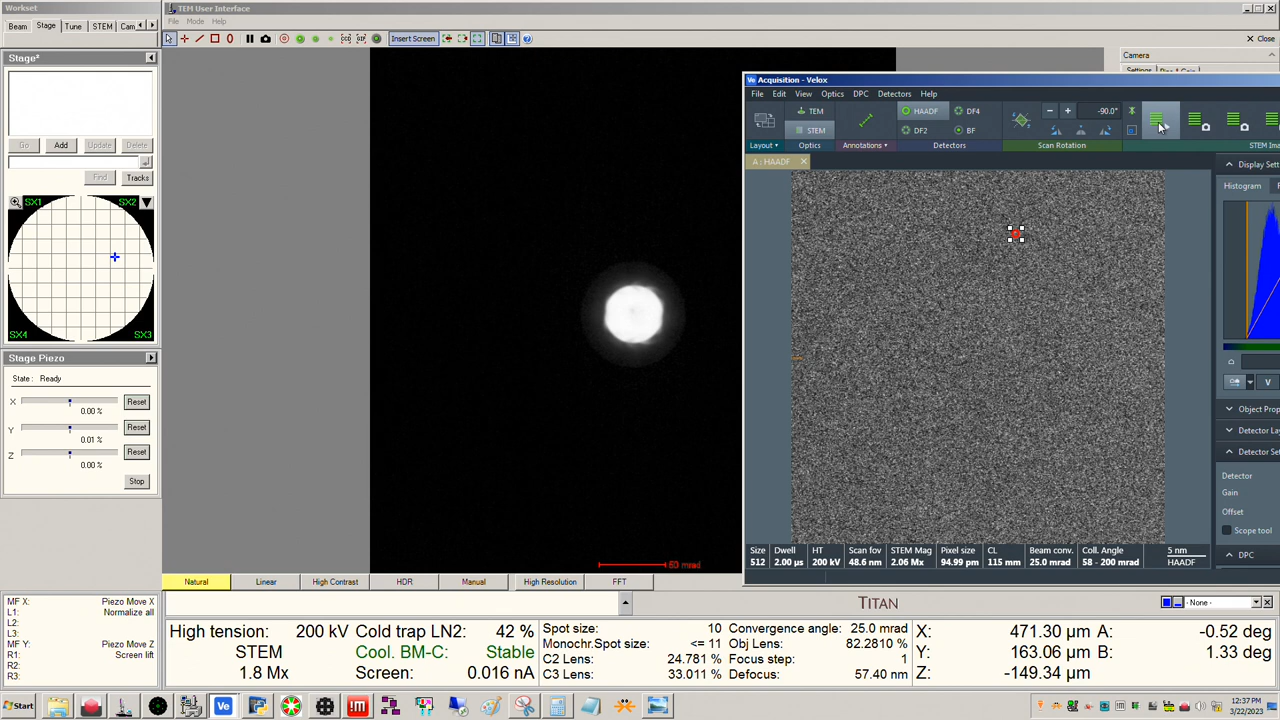 Workset
TEM User Interface
Beam Stage Tune STEM Cam
File Mode Help
Insert Screen
Close
Stage²
Camera
Go Add Update Delete
Find Tracks
SX1 SX2
SX4 SX3
Stage Piezo
State : Ready
X Reset
0.00 %
Y Reset
0.01 %
Z Reset
0.00 %
Stop
Ve Acquisition - Velox
File Edit View Optics DPC Detectors Help
TEM HAADF DF4 -90.0°
STEM DF2 BF
Layout Optics Annotations Detectors Scan Rotation STEM Ima
A : HAADF
Display Sett
Histogram
V
Object Prop
Detector Lay
Detector Set
Detector
Gain
Offset
Scope tool
DPC
Size Dwell HT Scan fov STEM Mag Pixel size CL Beam conv. Coll. Angle 5 nm
512 2.00 µs 200 kV 48.6 nm 2.06 Mx 94.99 pm 115 mm 25.0 mrad 58 - 200 mrad HAADF
50 mrad
Natural Linear High Contrast HDR Manual High Resolution FFT
MF X: Piezo Move X
L1: Normalize all
L2:
L3:
MF Y: Piezo Move Z
R1: Screen lift
R2:
R3:
TITAN
- None -
High tension: 200 kV
STEM
1.8 Mx
Cold trap LN2: 42 %
Cool. BM-C: Stable
Screen: 0.016 nA
Spot size: 10
Monochr.Spot size: <= 11
C2 Lens: 24.781 %
C3 Lens: 33.011 %
Convergence angle: 25.0 mrad
Obj Lens: 82.2810 %
Focus step: 1
Defocus: 57.40 nm
X: 471.30 µm A: -0.52 deg
Y: 163.06 µm B: 1.33 deg
Z: -149.34 µm
Start
Ve
12:37 PM
3/22/2023